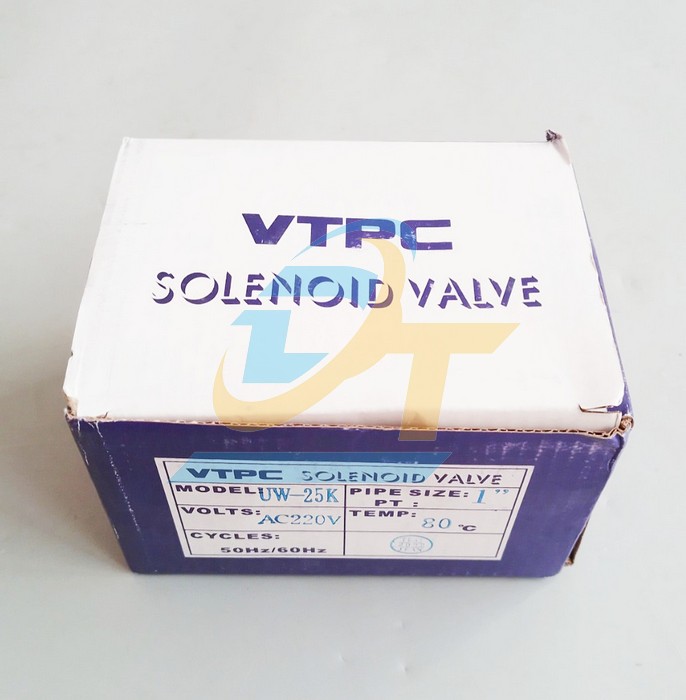 VTPC
SOLENOID VALVE
DT
VTPC SOLENOID VALVE
MODEL: UW-25K
PIPE SIZE: 1"
PT :
VOLTS: AC220V
TEMP: 80 °C
CYCLES:
50Hz/60Hz